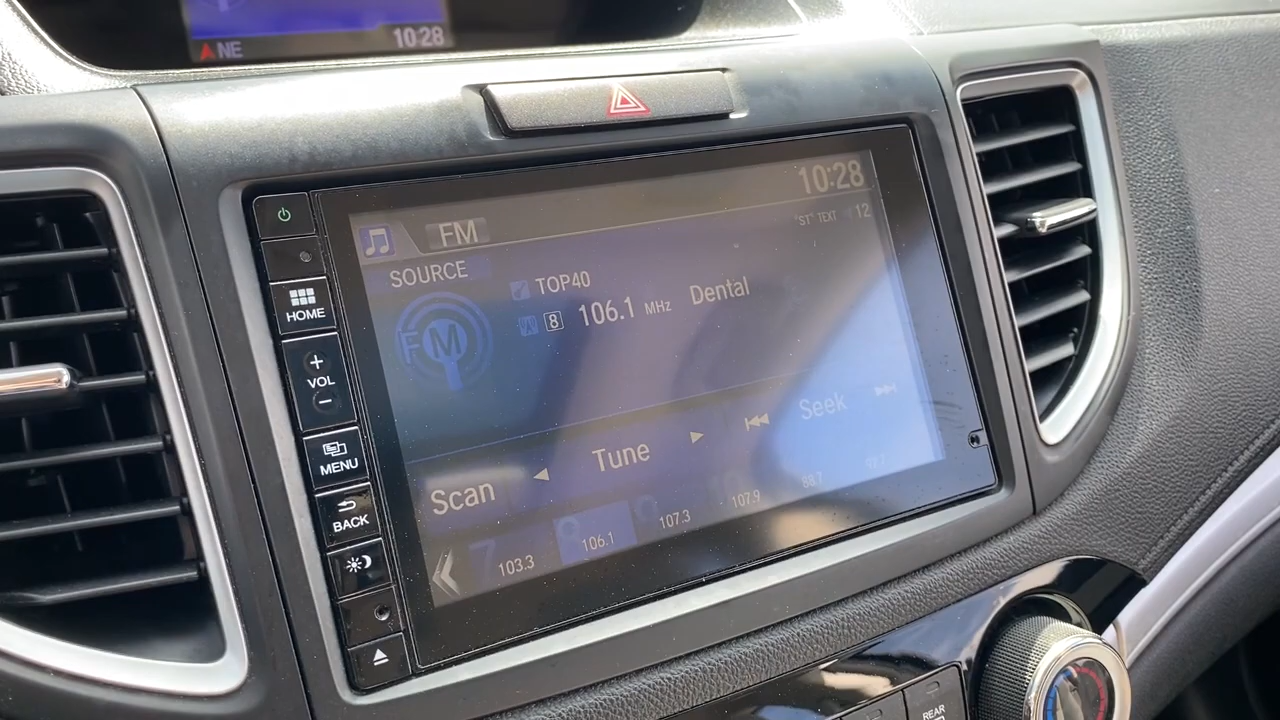 NE
10:28
10:28
FM
"ST" TEXT 12
SOURCE
TOP40
FM
8 106.1 MHz Dental
HOME
+
VOL
-
MENU
BACK
Scan
Tune
Seek
103.3
106.1
107.3
107.9
88.7
REAR